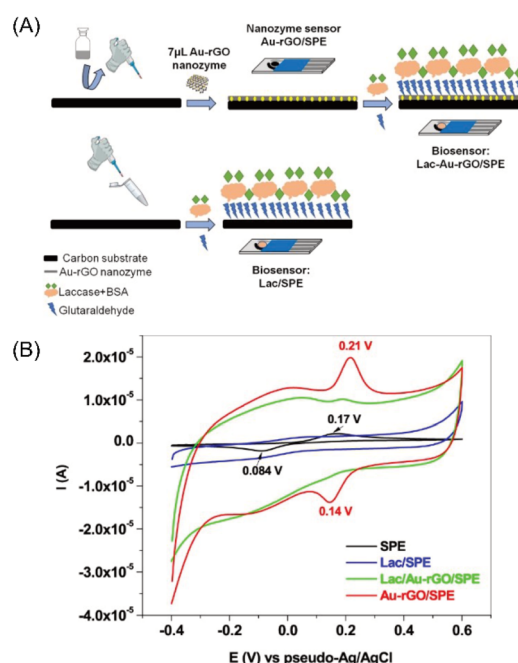 (A)
7µL Au-rGO
nanozyme
Nanozyme sensor
Au-rGO/SPE
Biosensor:
Lac-Au-rGO/SPE
Carbon substrate
Au-rGO nanozyme
Laccase+BSA
Glutaraldehyde
Biosensor:
Lac/SPE
(B)
2.0x10-5
1.0x10-5
0.0
-1.0x10-5
-2.0x10-5
-3.0x10-5
-4.0x10-5
I (A)
0.21 V
0.17 V
0.084 V
0.14 V
SPE
Lac/SPE
Lac/Au-rGO/SPE
Au-rGO/SPE
-0.4 -0.2 0.0 0.2 0.4 0.6
E (V) vs pseudo-Ag/AgCl